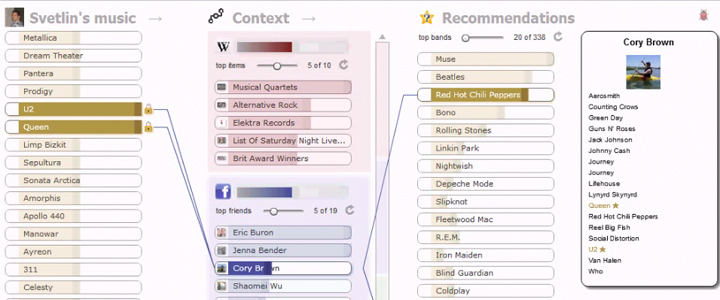 Svetlin's music →
Metallica
Dream Theater
Pantera
Prodigy
U2
Queen
Limp Bizkit
Sepultura
Sonata Arctica
Amorphis
Apollo 440
Manowar
Ayreon
311
Celesty
Context →
W
top items 5 of 10
Musical Quartets
Alternative Rock
Elektra Records
List Of Saturday Night Live...
Brit Award Winners
f
top friends 5 of 19
Eric Buron
Jenna Bender
Cory Brown
Shaomei Wu
Recommendations
top bands 20 of 338
Muse
Beatles
Red Hot Chili Peppers
Bono
Rolling Stones
Linkin Park
Nightwish
Depeche Mode
Slipknot
Fleetwood Mac
R.E.M.
Iron Maiden
Blind Guardian
Coldplay
Cory Brown
Aerosmith
Counting Crows
Green Day
Guns N' Roses
Jack Johnson
Johnny Cash
Journey
Journey
Lifehouse
Lynyrd Skynyrd
Queen ★
Red Hot Chili Peppers
Reel Big Fish
Social Distortion
U2 ★
Van Halen
Who